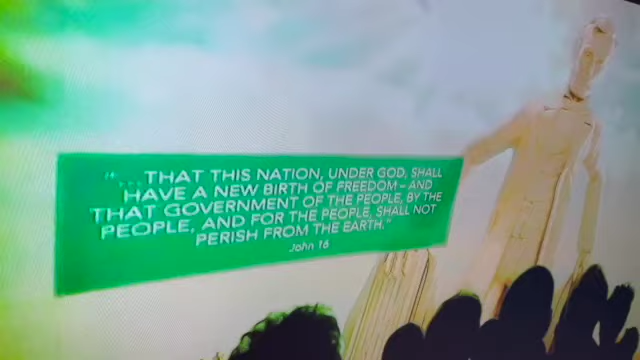 "...THAT THIS NATION, UNDER GOD, SHALL
HAVE A NEW BIRTH OF FREEDOM – AND
THAT GOVERNMENT OF THE PEOPLE, BY THE
PEOPLE, AND FOR THE PEOPLE, SHALL NOT
PERISH FROM THE EARTH."
John 16